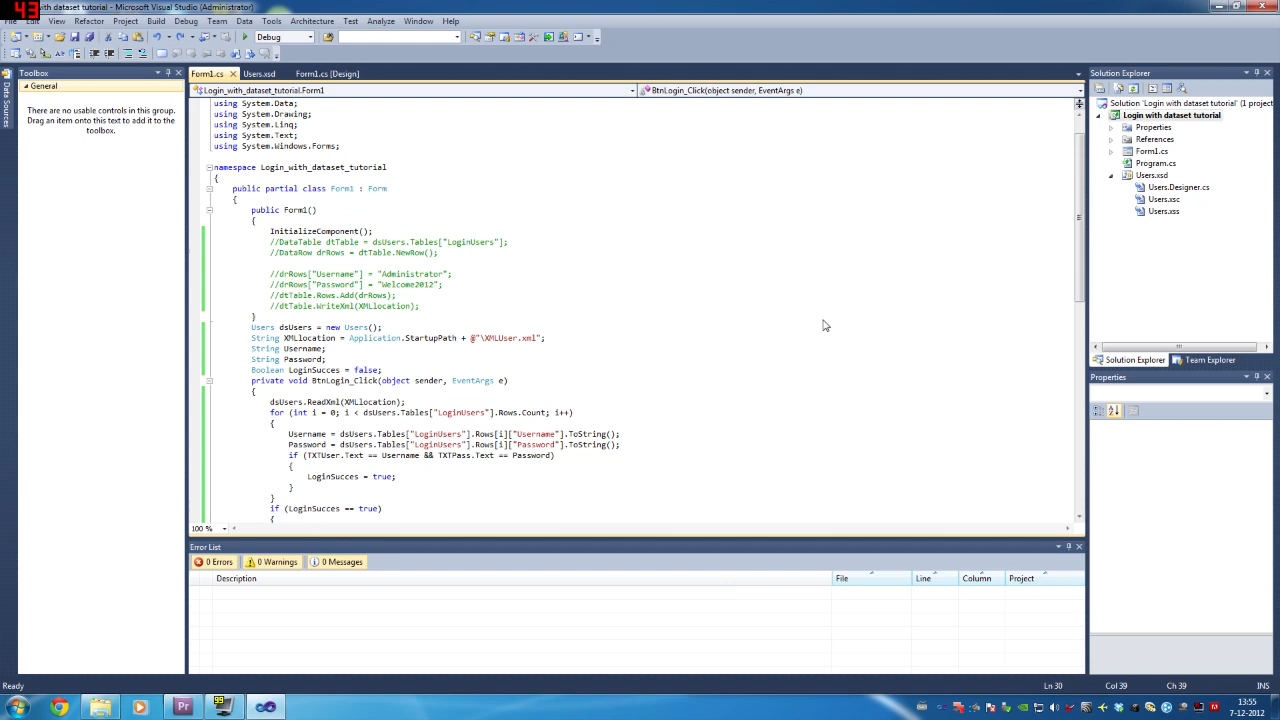 43
with dataset tutorial - Microsoft Visual Studio (Administrator)
File Edit View Refactor Project Build Debug Team Data Tools Architecture Test Analyze Window Help
Debug
Toolbox
General
There are no usable controls in this group.
Drag an item onto this text to add it to the
toolbox.
Data Sources
Form1.cs Users.xsd Form1.cs [Design]
Login_with_dataset_tutorial.Form1 BtnLogin_Click(object sender, EventArgs e)
using System.Data;
using System.Drawing;
using System.Linq;
using System.Text;
using System.Windows.Forms;
namespace Login_with_dataset_tutorial
{
public partial class Form1 : Form
{
public Form1()
{
InitializeComponent();
//DataTable dtTable = dsUsers.Tables["LoginUsers"];
//DataRow drRows = dtTable.NewRow();
//drRows["Username"] = "Administrator";
//drRows["Password"] = "Welcome2012";
//dtTable.Rows.Add(drRows);
//dtTable.WriteXml(XMLlocation);
}
Users dsUsers = new Users();
String XMLlocation = Application.StartupPath + @"\XMLUser.xml";
String Username;
String Password;
Boolean LoginSucces = false;
private void BtnLogin_Click(object sender, EventArgs e)
{
dsUsers.ReadXml(XMLlocation);
for (int i = 0; i < dsUsers.Tables["LoginUsers"].Rows.Count; i++)
{
Username = dsUsers.Tables["LoginUsers"].Rows[i]["Username"].ToString();
Password = dsUsers.Tables["LoginUsers"].Rows[i]["Password"].ToString();
if (TXTUser.Text == Username && TXTPass.Text == Password)
{
LoginSucces = true;
}
}
if (LoginSucces == true)
{
100 %
Error List
0 Errors 0 Warnings 0 Messages
Description File Line Column Project
Solution Explorer
Solution 'Login with dataset tutorial' (1 project
Login with dataset tutorial
Properties
References
Form1.cs
Program.cs
Users.xsd
Users.Designer.cs
Users.xsc
Users.xss
Solution Explorer Team Explorer
Properties
Ready Ln 30 Col 39 Ch 39 INS
Pr 99
13:55
7-12-2012